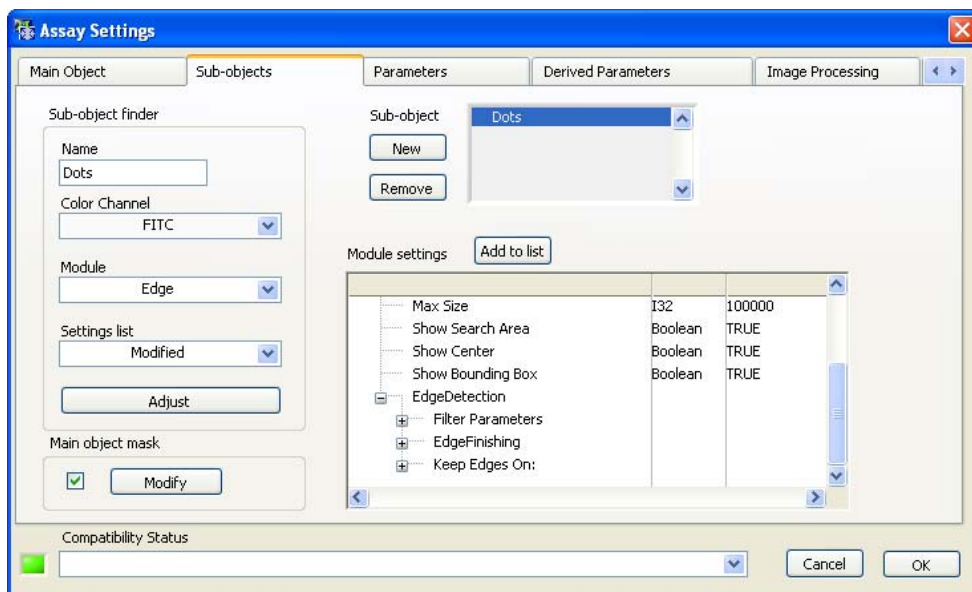 Assay Settings
Main Object
Sub-objects
Parameters
Derived Parameters
Image Processing
Sub-object finder
Name
Dots
Color Channel
FITC
Module
Edge
Settings list
Modified
Adjust
Main object mask
Modify
Sub-object
Dots
New
Remove
Module settings
Add to list
Max Size I32 100000
Show Search Area Boolean TRUE
Show Center Boolean TRUE
Show Bounding Box Boolean TRUE
EdgeDetection
Filter Parameters
EdgeFinishing
Keep Edges On:
Compatibility Status
Cancel
OK